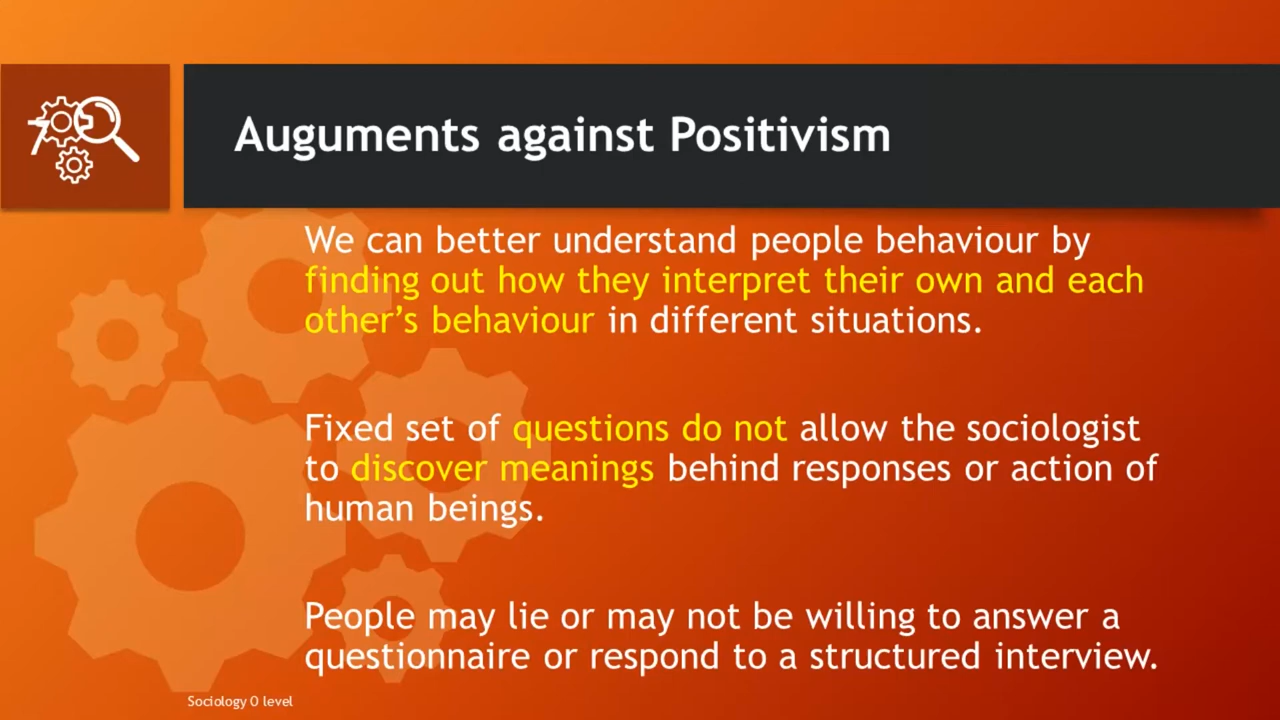 7
Auguments against Positivism
We can better understand people behaviour by
finding out how they interpret their own and each
other's behaviour in different situations.
Fixed set of questions do not allow the sociologist
to discover meanings behind responses or action of
human beings.
People may lie or may not be willing to answer a
questionnaire or respond to a structured interview.
Sociology O level